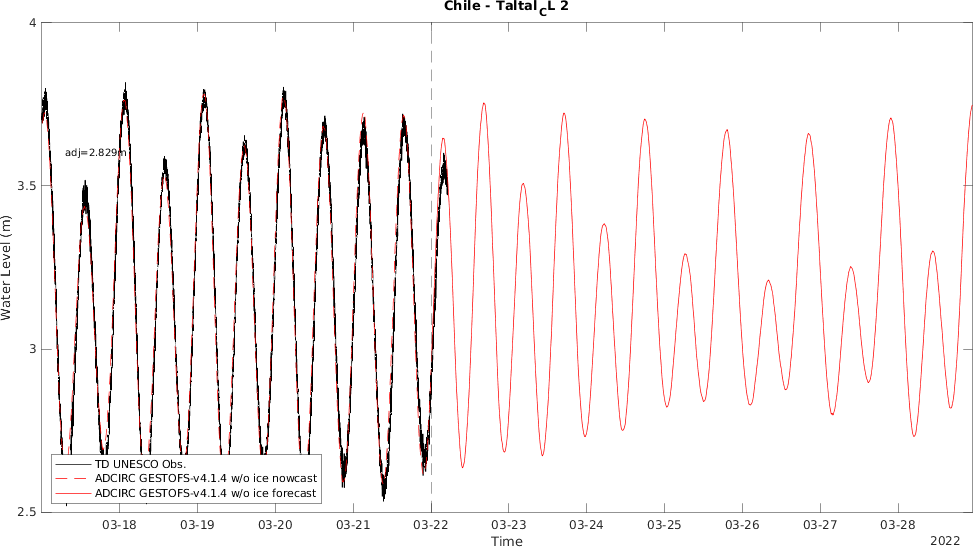 Chile - Taltal_CL 2
4
3.5
3
2.5
Water Level (m)
adj=2.829m
TD UNESCO Obs.
ADCIRC GESTOFS-v4.1.4 w/o ice nowcast
ADCIRC GESTOFS-v4.1.4 w/o ice forecast
03-18 03-19 03-20 03-21 03-22 03-23 03-24 03-25 03-26 03-27 03-28
Time
2022